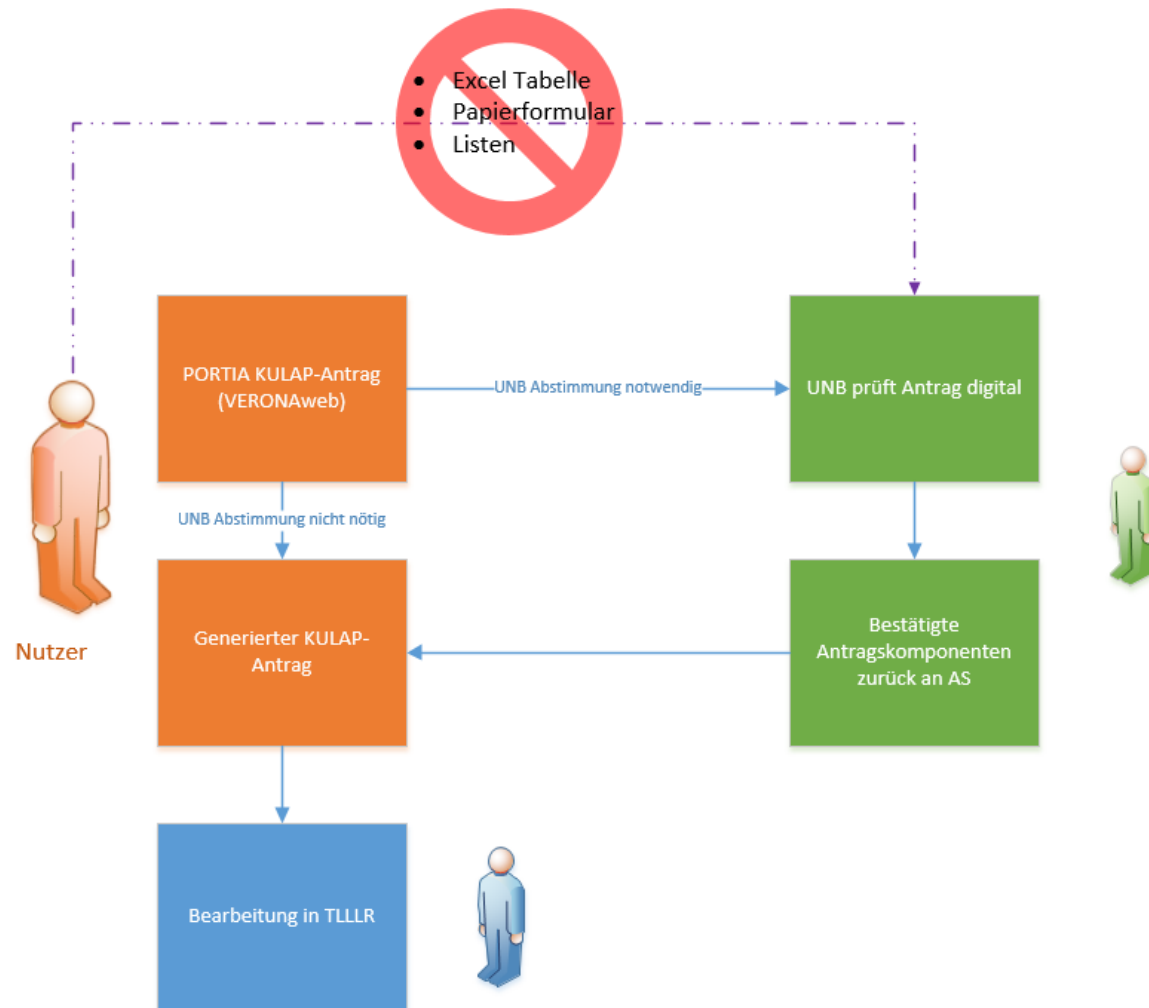 • Excel Tabelle
• Papierformular
• Listen
PORTIA KULAP-Antrag
(VERONAweb)
UNB Abstimmung notwendig
UNB prüft Antrag digital
UNB Abstimmung nicht nötig
Nutzer
Generierter KULAP-
Antrag
Bestätigte
Antragskomponenten
zurück an AS
Bearbeitung in TLLLR